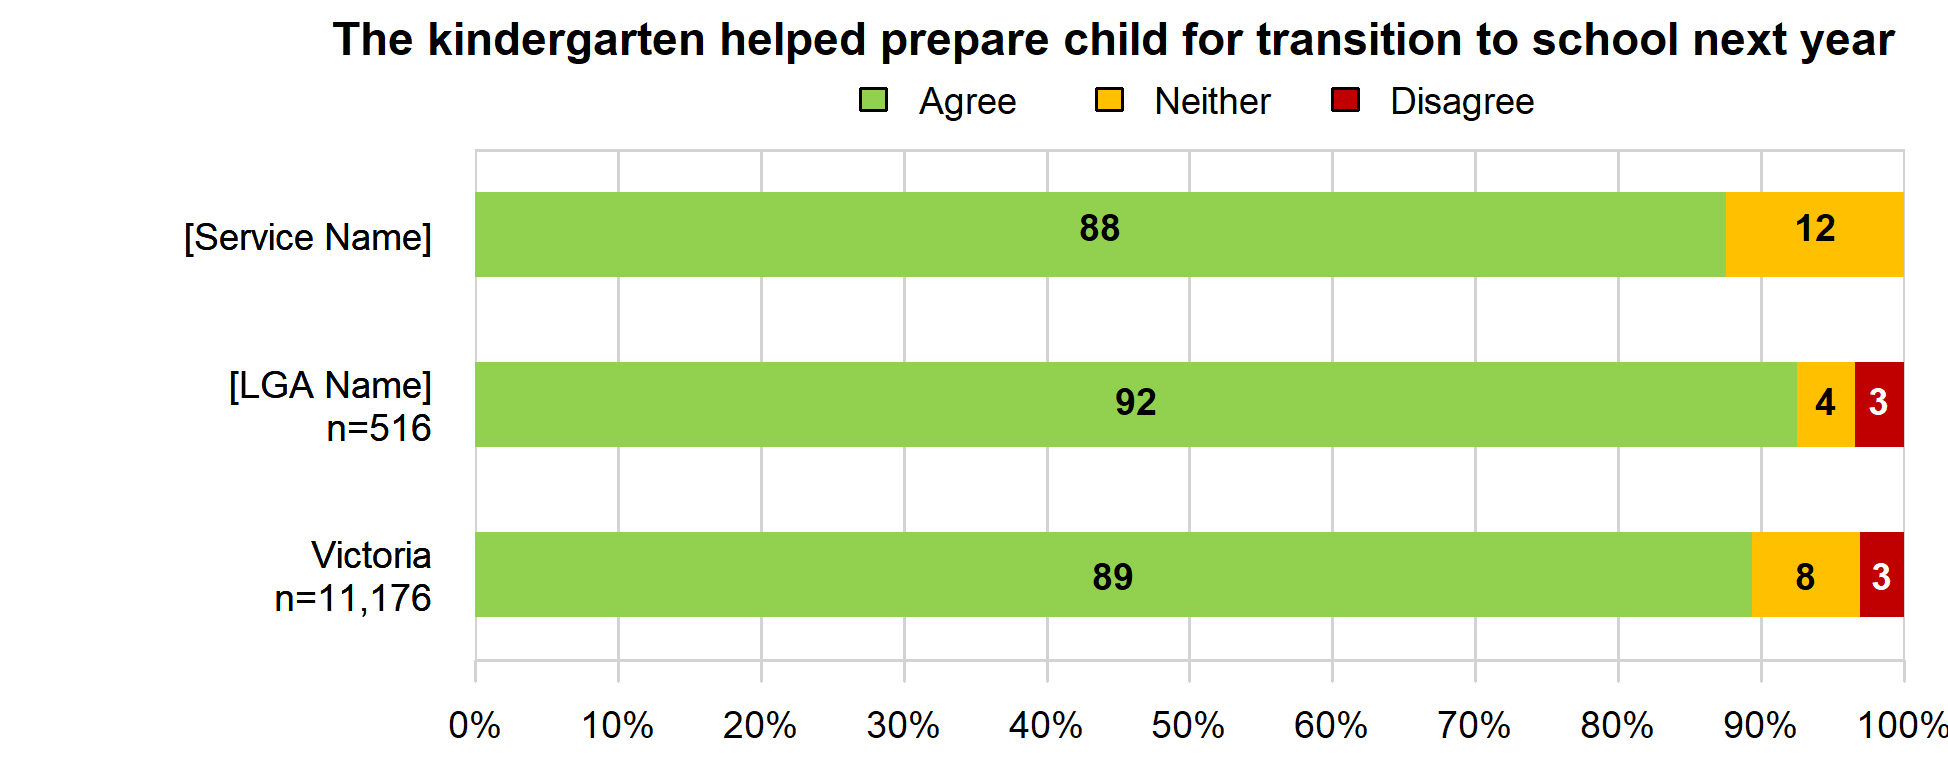 The kindergarten helped prepare child for transition to school next year
Agree Neither Disagree
[Service Name] 88 12
[LGA Name]
n=516
92 4 3
Victoria
n=11,176
89 8 3
0% 10% 20% 30% 40% 50% 60% 70% 80% 90% 100%